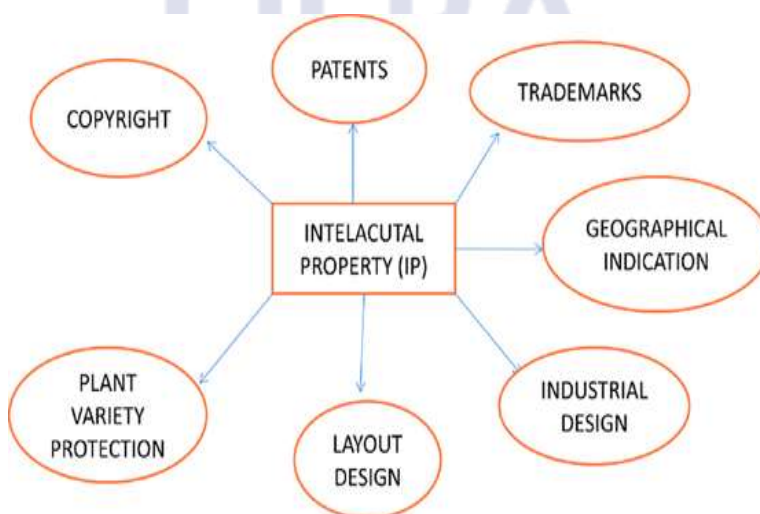 PATENTS
TRADEMARKS
COPYRIGHT
GEOGRAPHICAL
INDICATION
INTELACUTAL
PROPERTY (IP)
PLANT
VARIETY
PROTECTION
LAYOUT
DESIGN
INDUSTRIAL
DESIGN